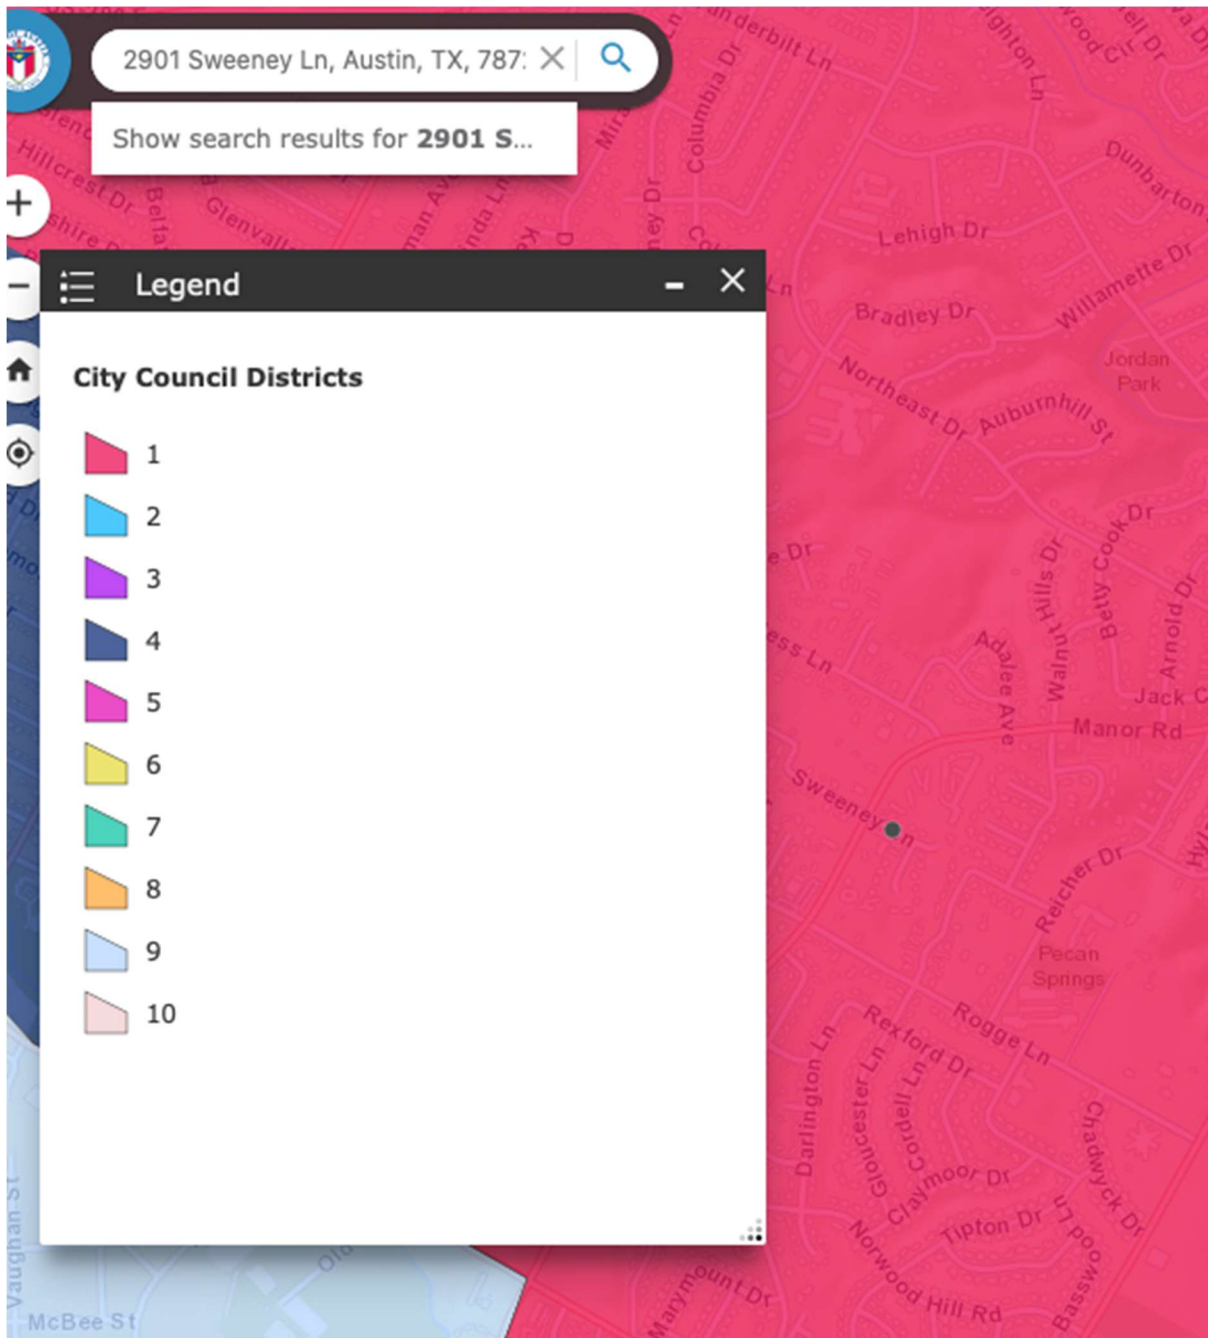 2901 Sweeney Ln, Austin, TX, 787
Show search results for 2901 S...
Legend
City Council Districts
1
2
3
4
5
6
7
8
9
10
Vanderbilt Ln
Columbia Dr
Dunbarton
Hillcrest Dr
Glenvalle
Lehigh Dr
Willamette Dr
Bradley Dr
Jordan
Park
Northeast Dr
Auburnhill St
Betty Cook Dr
Walnut Hills Dr
Arnold Dr
Adalee Ave
ess Ln
Jack C
Manor Rd
Sweeney Ln
Reicher Dr
Pecan
Springs
Rogge Ln
Rexford Dr
Darlington Ln
Gloucester Ln
Cordell Ln
Chadwyck Dr
Claymoor Dr
Tipton Dr
Norwood Hill Rd
Basswood Ln
Marymount Dr
Old
Vaughan St
McBee St